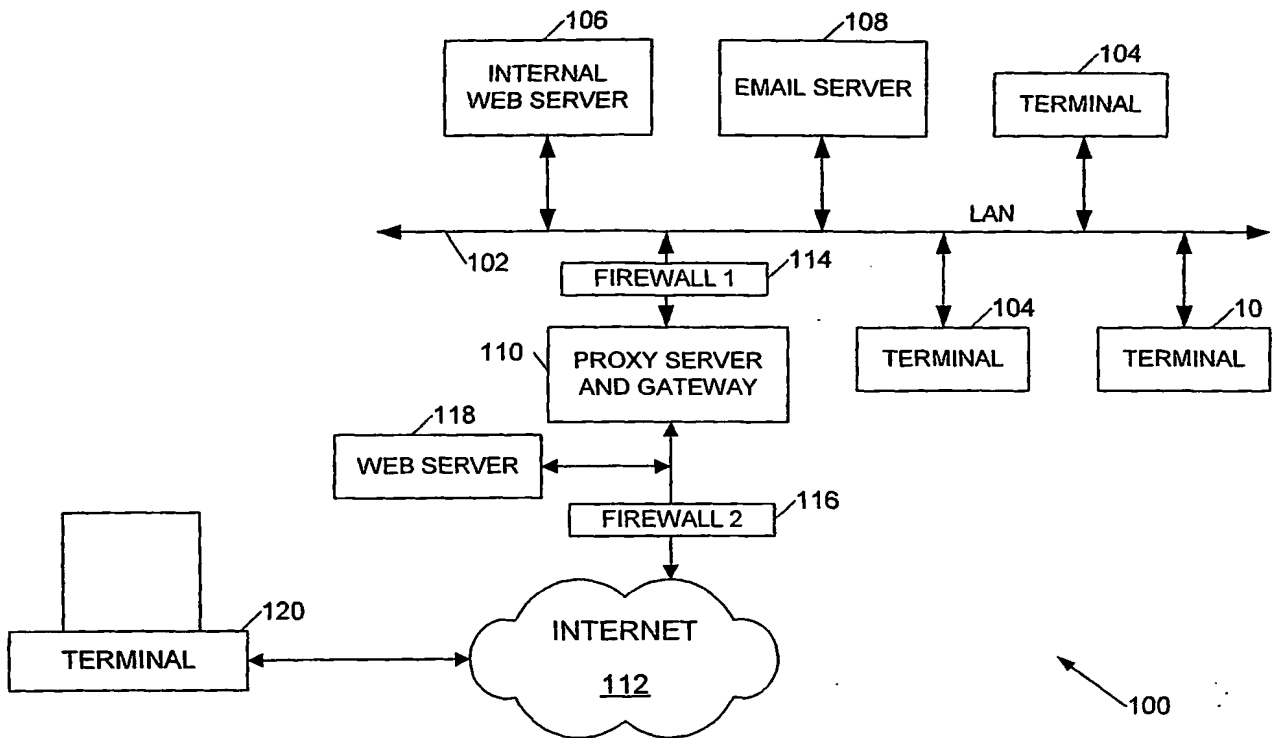 106
INTERNAL
WEB SERVER
108
EMAIL SERVER
104
TERMINAL
LAN
102
FIREWALL 1
114
110
PROXY SERVER
AND GATEWAY
104
TERMINAL
10
TERMINAL
118
WEB SERVER
FIREWALL 2
116
120
TERMINAL
INTERNET
112
100